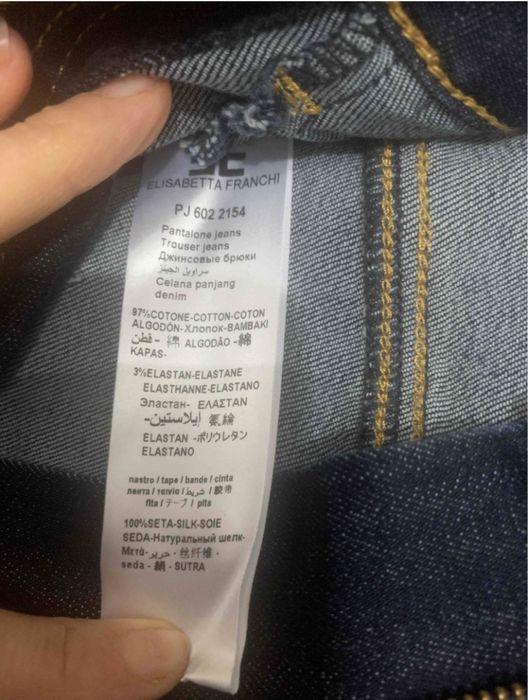 ELISABETTA FRANCHI
PJ 602 2154
Pantalone jeans
Trouser jeans
Джинсовые брюки
سراويل الجينز
Celana panjang
denim
97%COTONE-COTTON-COTON
ALGODÓN-Хлопок-BAMBAKI
قطن - 綿 ALGODÃO -綿
KAPAS-
3%ELASTAN-ELASTANE
ELASTHANNE-ELASTANO
Эластан- ΕΛΑΣΤΑΝ
إيلاستين- 氨綸
ELASTAN -ポリウレタン
ELASTANO
nastro / tape / bande / cinta
лента / ταινία / شريط / 胶带
fita / テープ / pita
100%SETA-SILK-SOIE
SEDA-Натуральный шелк-
Μετά- حرير - 丝纤维 -
seda - 絹 - SUTRA